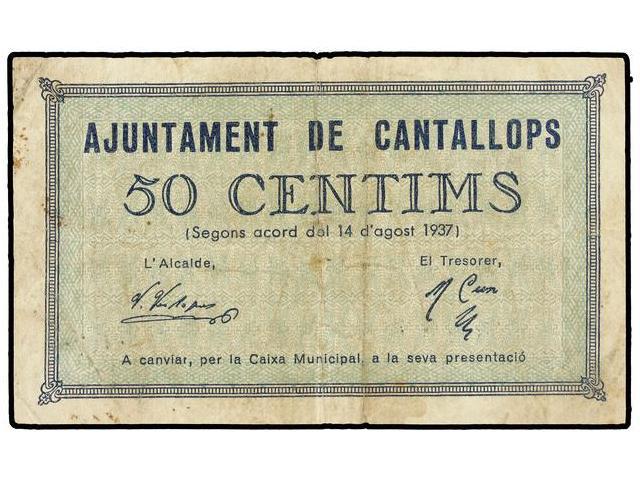 AJUNTAMENT DE CANTALLOPS
50 CENTIMS
(Segons acord del 14 d'agost 1937)
L'Alcalde, El Tresorer,
A canviar, per la Caixa Municipal, a la seva presentació